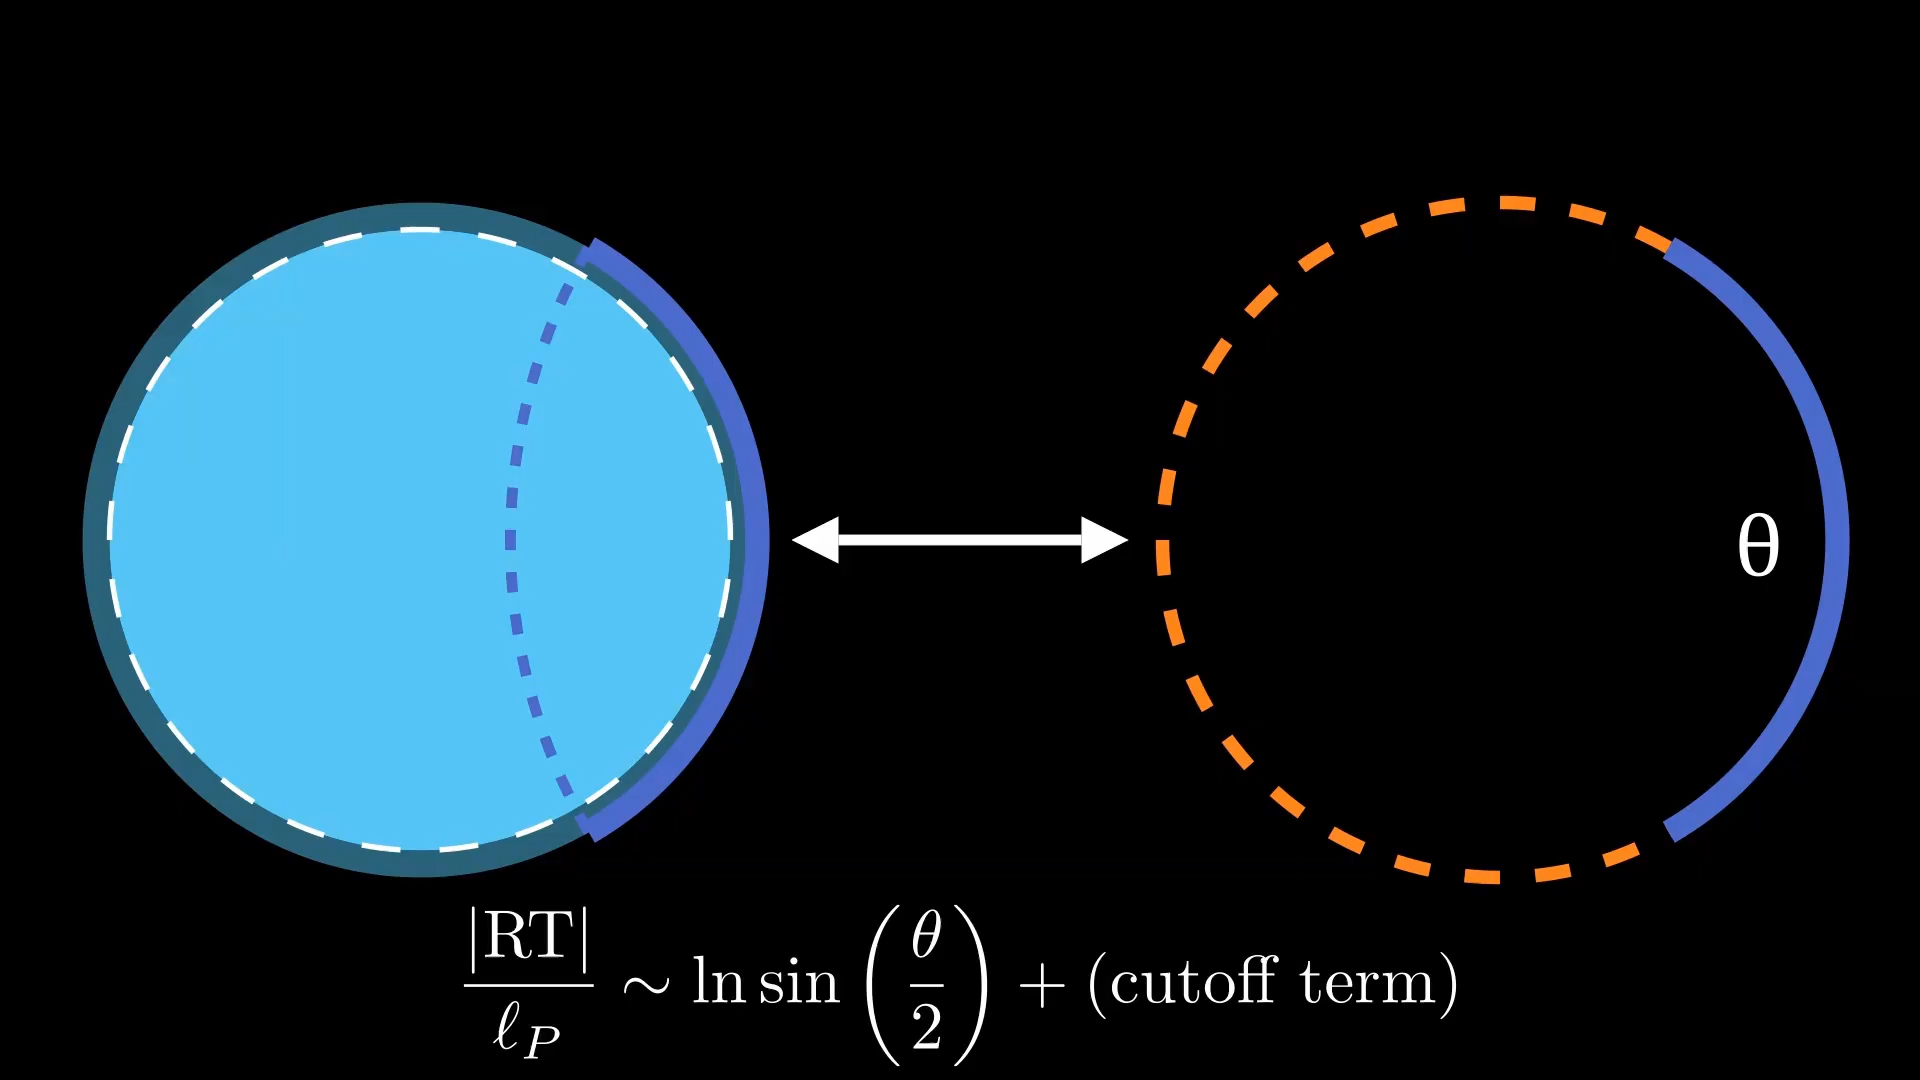 θ
|RT| / ℓ_P ∼ ln sin (θ/2) + (cutoff term)